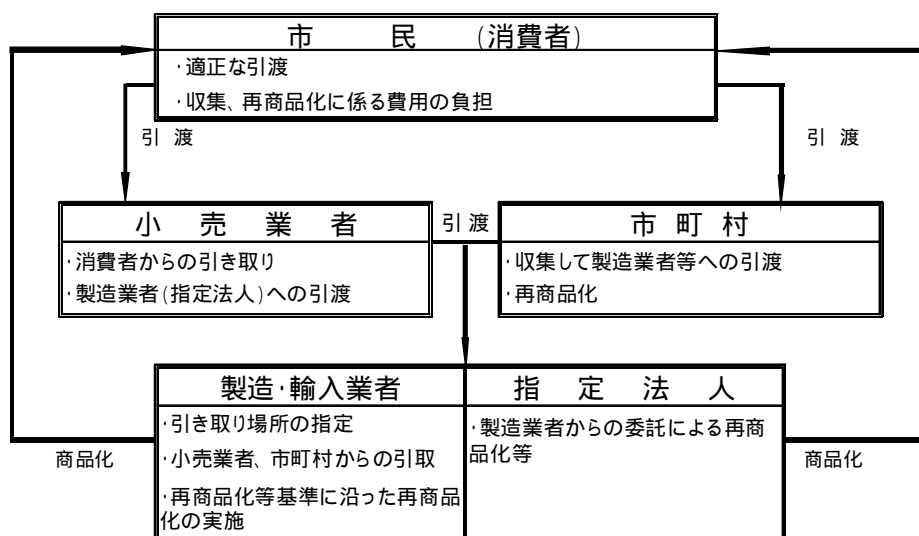 市 民 (消費者)
・適正な引渡
・収集、再商品化に係る費用の負担
引 渡
引 渡
小 売 業 者
・消費者からの引き取り
・製造業者(指定法人)への引渡
引 渡
市 町 村
・収集して製造業者等への引渡
・再商品化
製造・輸入業者
・引き取り場所の指定
・小売業者、市町村からの引取
・再商品化等基準に沿った再商品
化の実施
指 定 法 人
・製造業者からの委託による再商
品化等
商品化
商品化